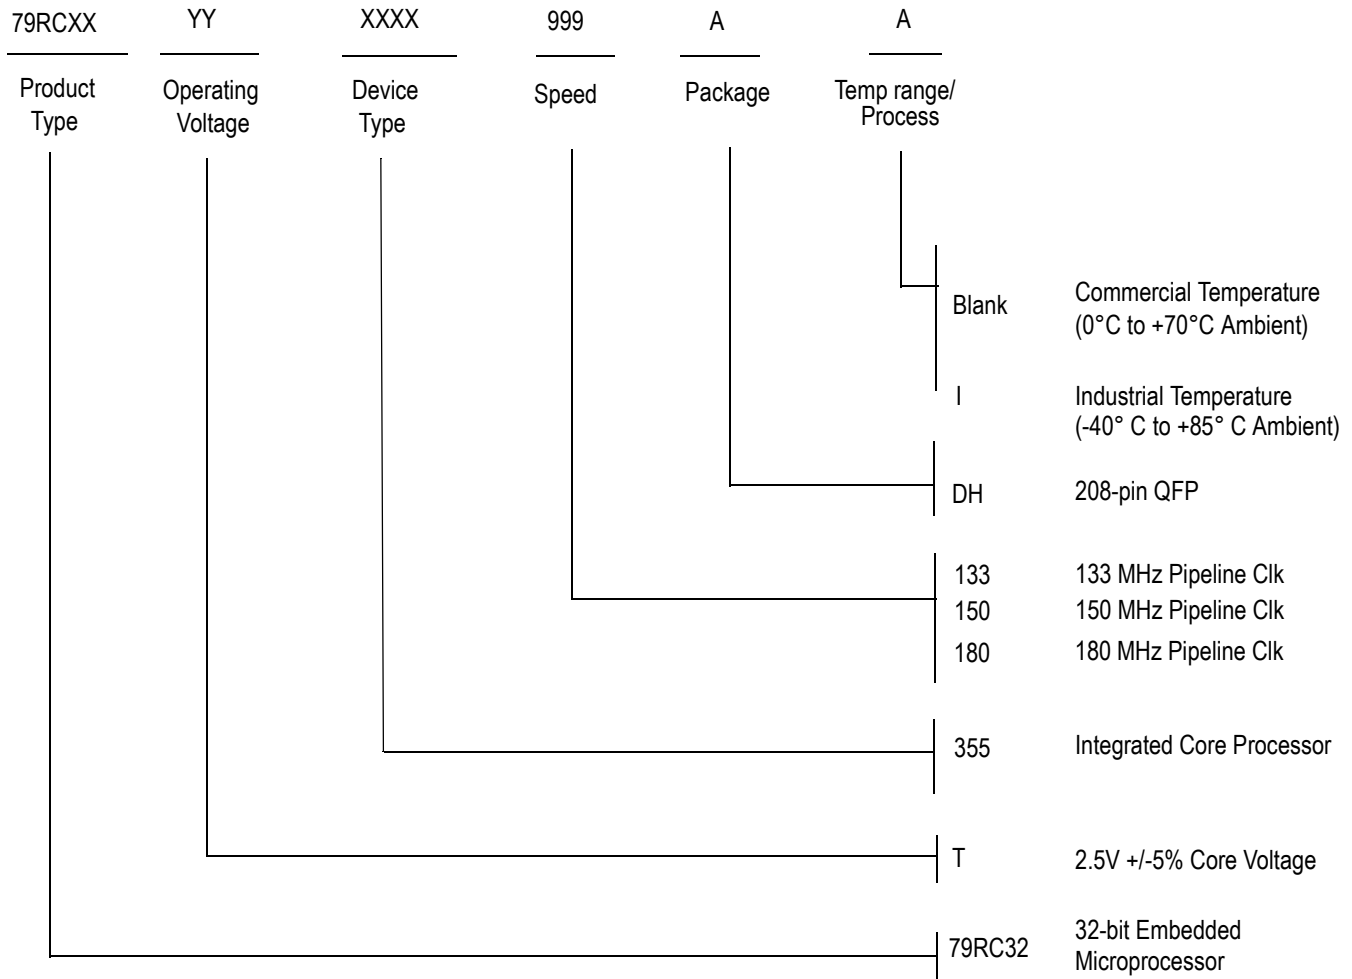 79RCXX YY XXXX 999 A A
Product Type
Operating Voltage
Device Type
Speed
Package
Temp range/ Process
Blank Commercial Temperature
(0°C to +70°C Ambient)
I Industrial Temperature
(-40° C to +85° C Ambient)
DH 208-pin QFP
133 133 MHz Pipeline Clk
150 150 MHz Pipeline Clk
180 180 MHz Pipeline Clk
355 Integrated Core Processor
T 2.5V +/-5% Core Voltage
79RC32 32-bit Embedded
Microprocessor